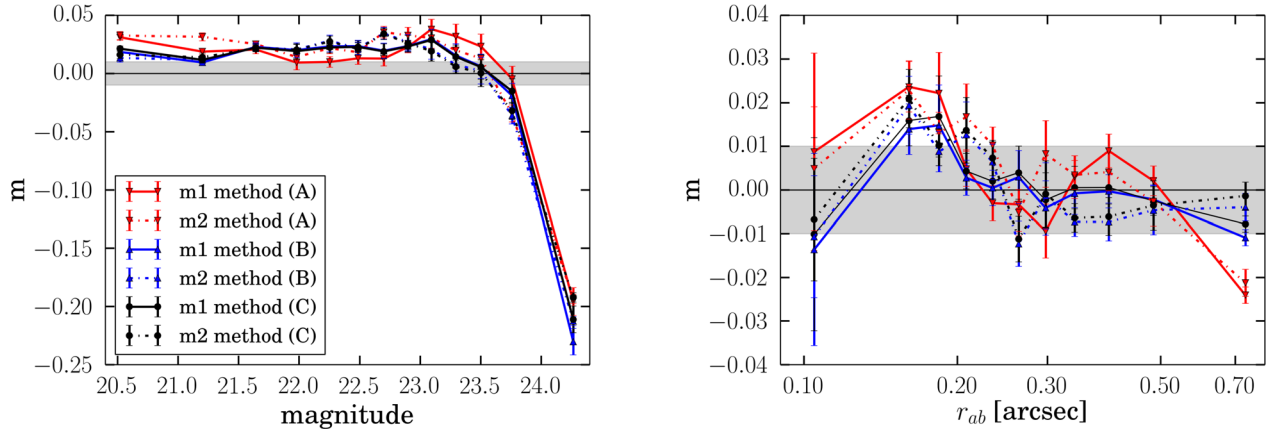 0.05
0.00
−0.05
−0.10
−0.15
−0.20
−0.25
m
m1 method (A)
m2 method (A)
m1 method (B)
m2 method (B)
m1 method (C)
m2 method (C)
20.5 21.0 21.5 22.0 22.5 23.0 23.5 24.0
magnitude
0.04
0.03
0.02
0.01
0.00
−0.01
−0.02
−0.03
−0.04
m
0.10 0.20 0.30 0.50 0.70
r_ab [arcsec]